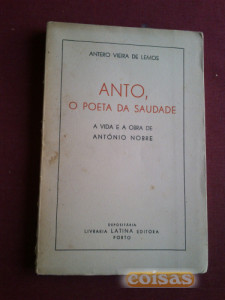 ANTERO VIEIRA DE LEMOS
ANTO,
O POETA DA SAUDADE
A VIDA E A OBRA DE
ANTÓNIO NOBRE
DEPOSITÁRIA
LIVRARIA LATINA EDITORA
PORTO
coisas